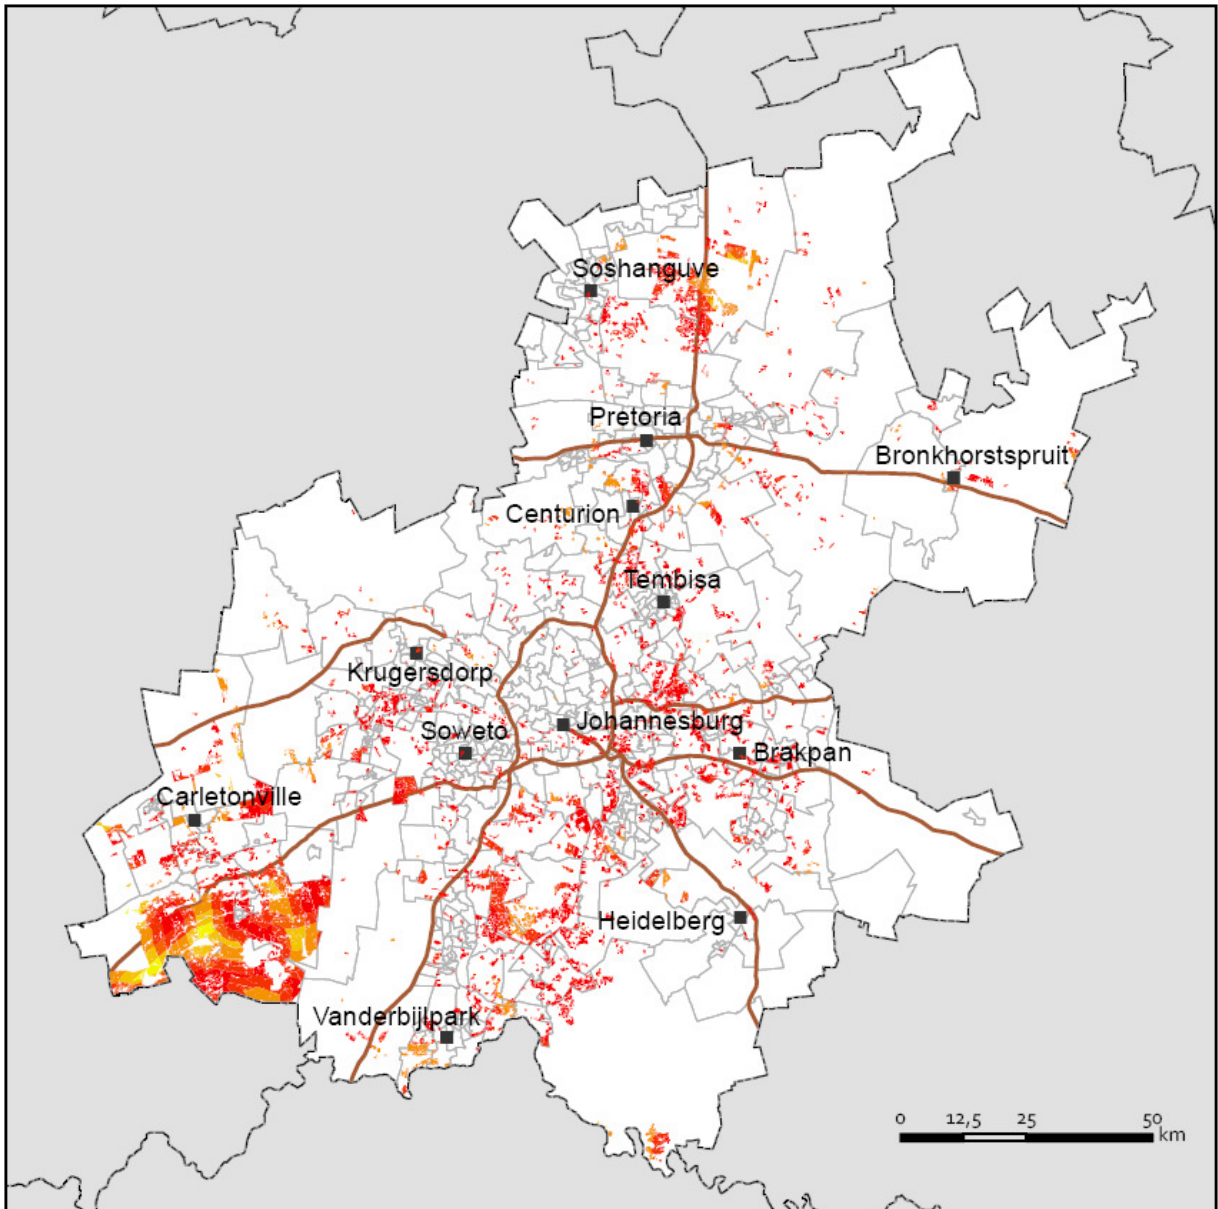 Soshanguve
Pretoria
Bronkhorstspruit
Centurion
Tembisa
Krugersdorp
Soweto
Johannesburg
Brakpan
Carletonville
Heidelberg
Vanderbijlpark
0 12,5 25 50
km